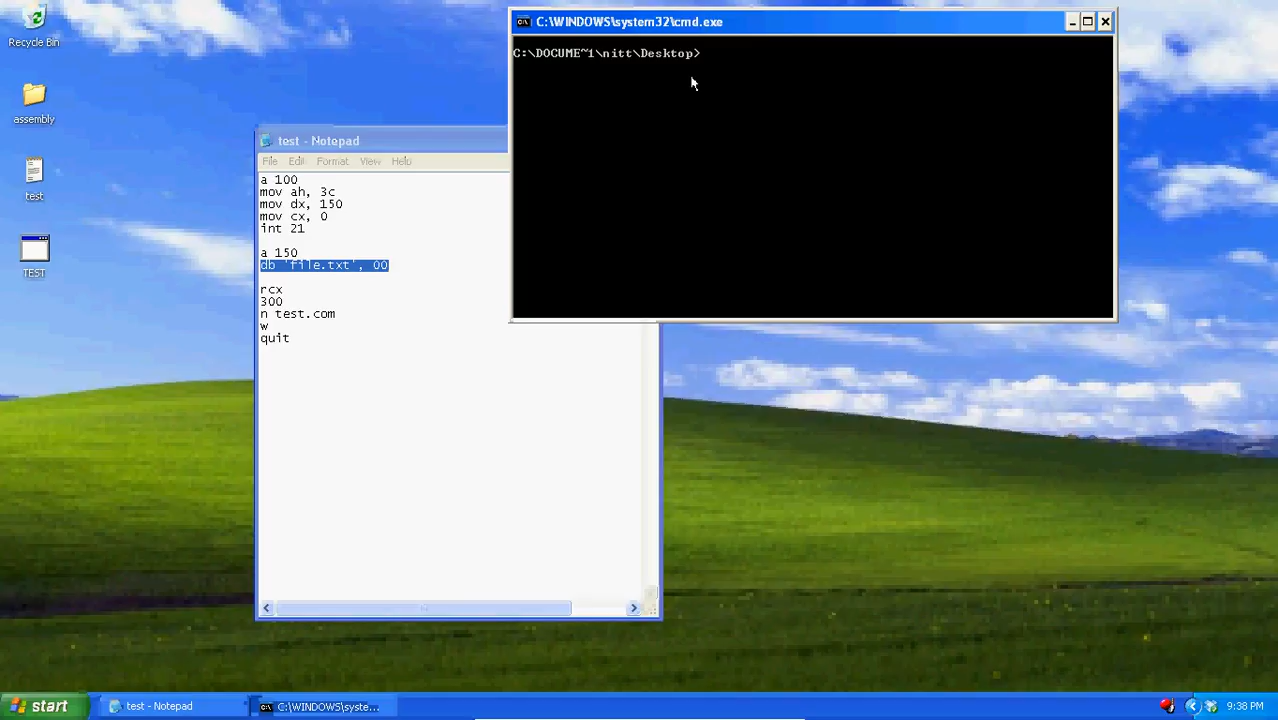 Recycle Bin
assembly
test
TEST
C:\WINDOWS\system32\cmd.exe
C:\DOCUME~1\nitt\Desktop>
test - Notepad
File Edit Format View Help
a 100
mov ah, 3c
mov dx, 150
mov cx, 0
int 21
a 150
db 'file.txt', 00
rcx
300
n test.com
w
quit
start
test - Notepad
C:\WINDOWS\syste...
9:38 PM